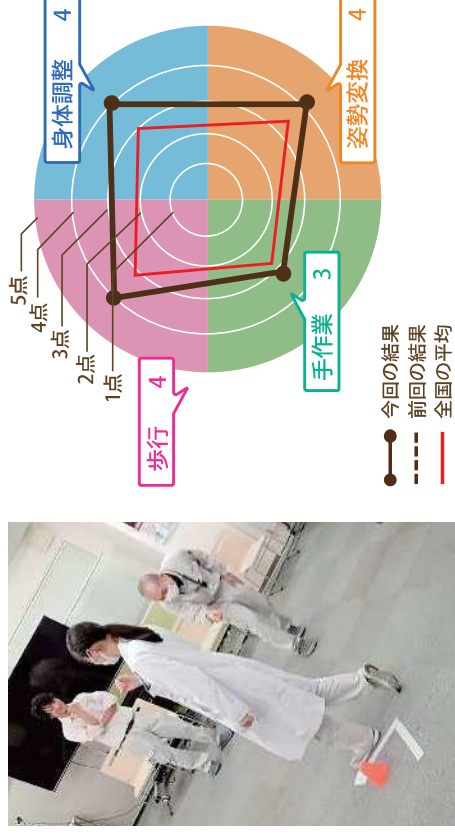 身体調整 4
姿勢変換 4
手作業 3
歩行 4
5点
4点
3点
2点
1点
今回の結果
前回の結果
全国の平均